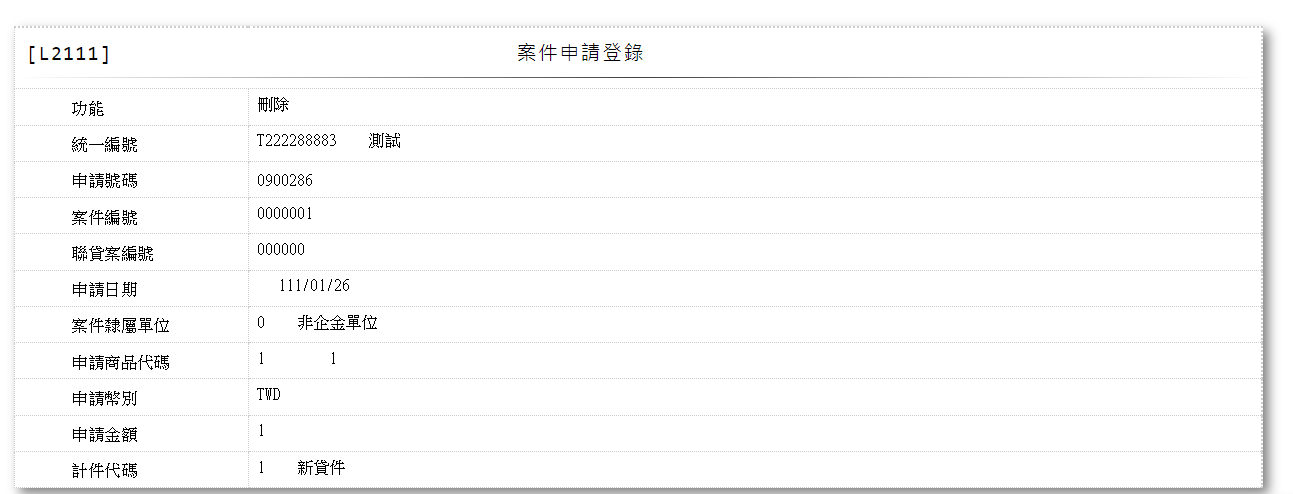 [L2111] 案件申請登錄
功能 刪除
統一編號 T222288883 測試
申請號碼 0900286
案件編號 0000001
聯貸案編號 000000
申請日期 111/01/26
案件隸屬單位 0 非企金單位
申請商品代碼 1 1
申請幣別 TWD
申請金額 1
計件代碼 1 新貸件